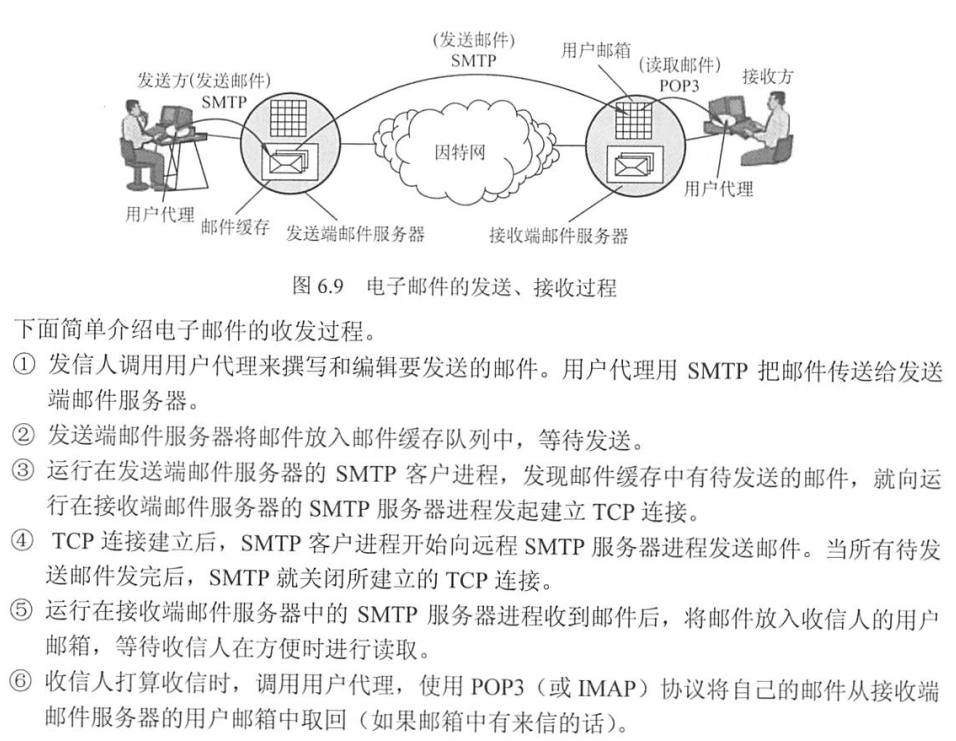 (发送邮件)
SMTP
用户邮箱
(读取邮件)
POP3
接收方
发送方(发送邮件)
SMTP
因特网
用户代理
邮件缓存
发送端邮件服务器
接收端邮件服务器
用户代理
图 6.9 电子邮件的发送、接收过程
下面简单介绍电子邮件的收发过程。
① 发信人调用用户代理来撰写和编辑要发送的邮件。用户代理用 SMTP 把邮件传送给发送
端邮件服务器。
② 发送端邮件服务器将邮件放入邮件缓存队列中，等待发送。
③ 运行在发送端邮件服务器的 SMTP 客户进程，发现邮件缓存中有待发送的邮件，就向运
行在接收端邮件服务器的 SMTP 服务器进程发起建立 TCP 连接。
④ TCP 连接建立后，SMTP 客户进程开始向远程 SMTP 服务器进程发送邮件。当所有待发
送邮件发完后，SMTP 就关闭所建立的 TCP 连接。
⑤ 运行在接收端邮件服务器中的 SMTP 服务器进程收到邮件后，将邮件放入收信人的用户
邮箱，等待收信人在方便时进行读取。
⑥ 收信人打算收信时，调用用户代理，使用 POP3（或 IMAP）协议将自己的邮件从接收端
邮件服务器的用户邮箱中取回（如果邮箱中有来信的话）。